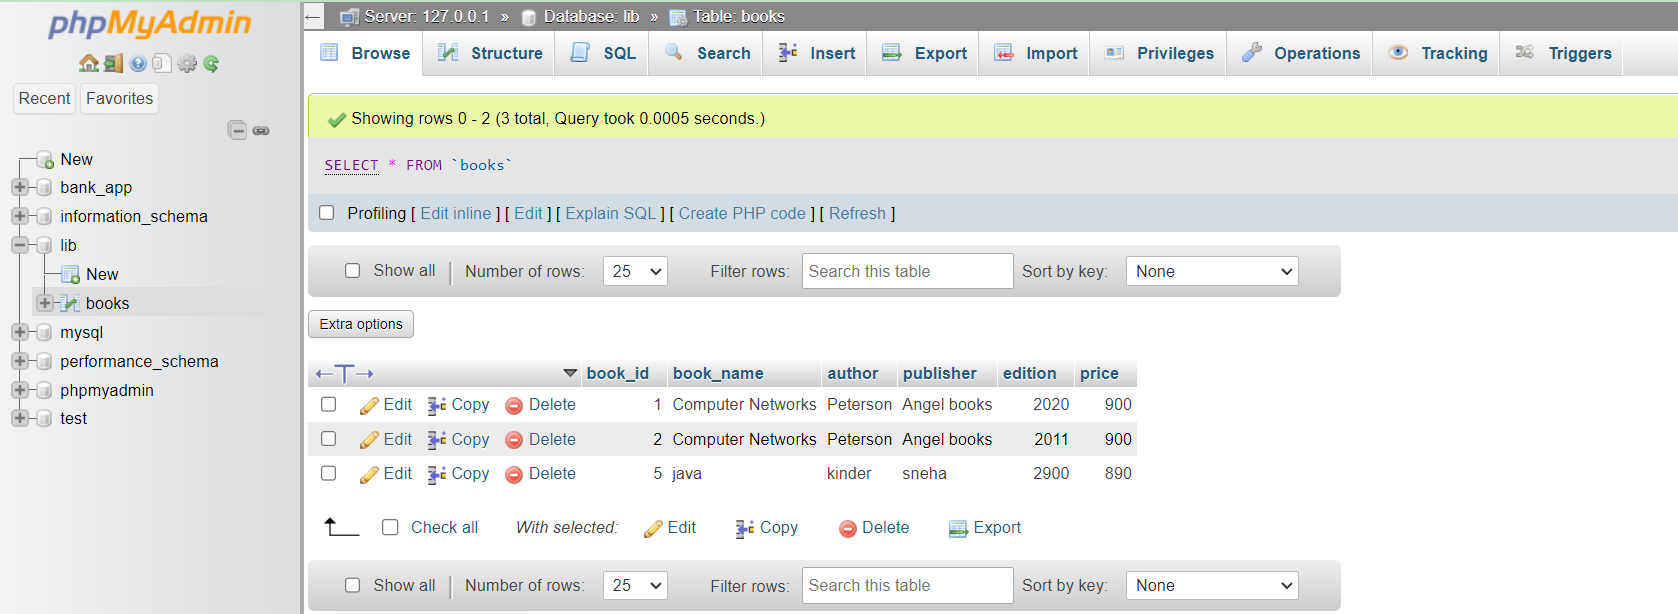 phpMyAdmin
Recent Favorites
New
bank_app
information_schema
lib
New
books
mysql
performance_schema
phpmyadmin
test
Server: 127.0.0.1 » Database: lib » Table: books
Browse Structure SQL Search Insert Export Import Privileges Operations Tracking Triggers
Showing rows 0 - 2 (3 total, Query took 0.0005 seconds.)
SELECT * FROM `books`
Profiling [ Edit inline ] [ Edit ] [ Explain SQL ] [ Create PHP code ] [ Refresh ]
Show all | Number of rows: 25 Filter rows: Search this table Sort by key: None
Extra options
book_id book_name author publisher edition price
Edit Copy Delete 1 Computer Networks Peterson Angel books 2020 900
Edit Copy Delete 2 Computer Networks Peterson Angel books 2011 900
Edit Copy Delete 5 java kinder sneha 2900 890
Check all With selected: Edit Copy Delete Export
Show all | Number of rows: 25 Filter rows: Search this table Sort by key: None